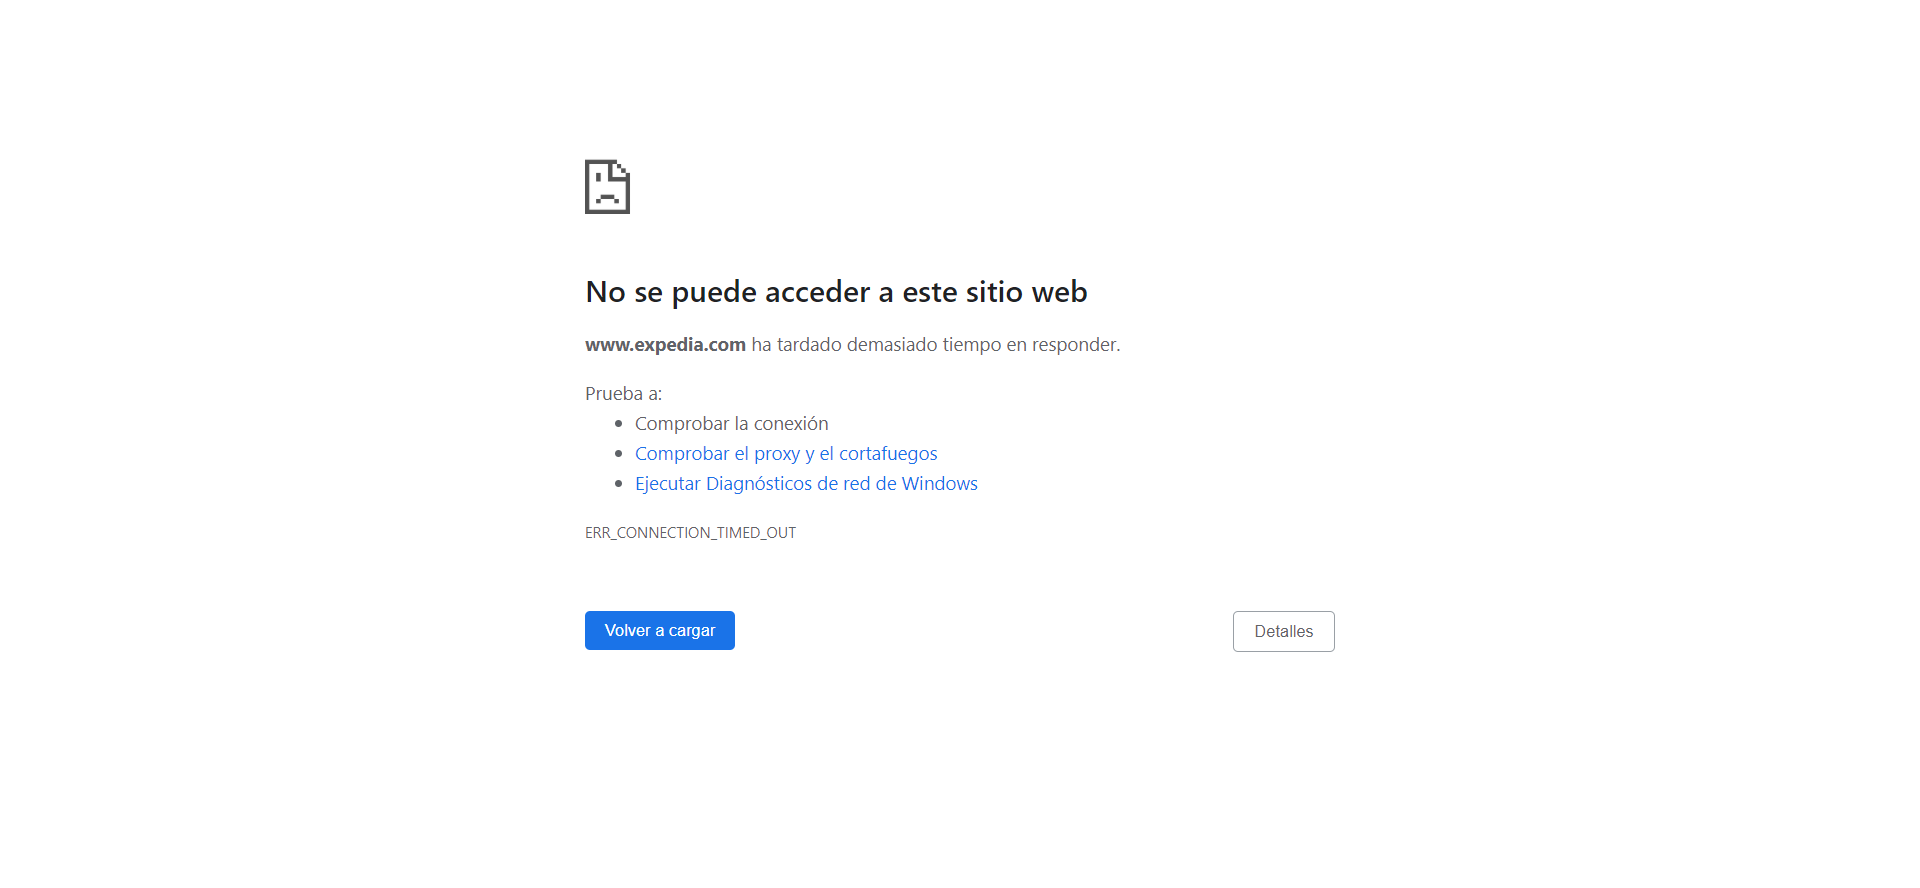 No se puede acceder a este sitio web
www.expedia.com ha tardado demasiado tiempo en responder.
Prueba a:
Comprobar la conexión
Comprobar el proxy y el cortafuegos
Ejecutar Diagnósticos de red de Windows
ERR_CONNECTION_TIMED_OUT
Volver a cargar
Detalles